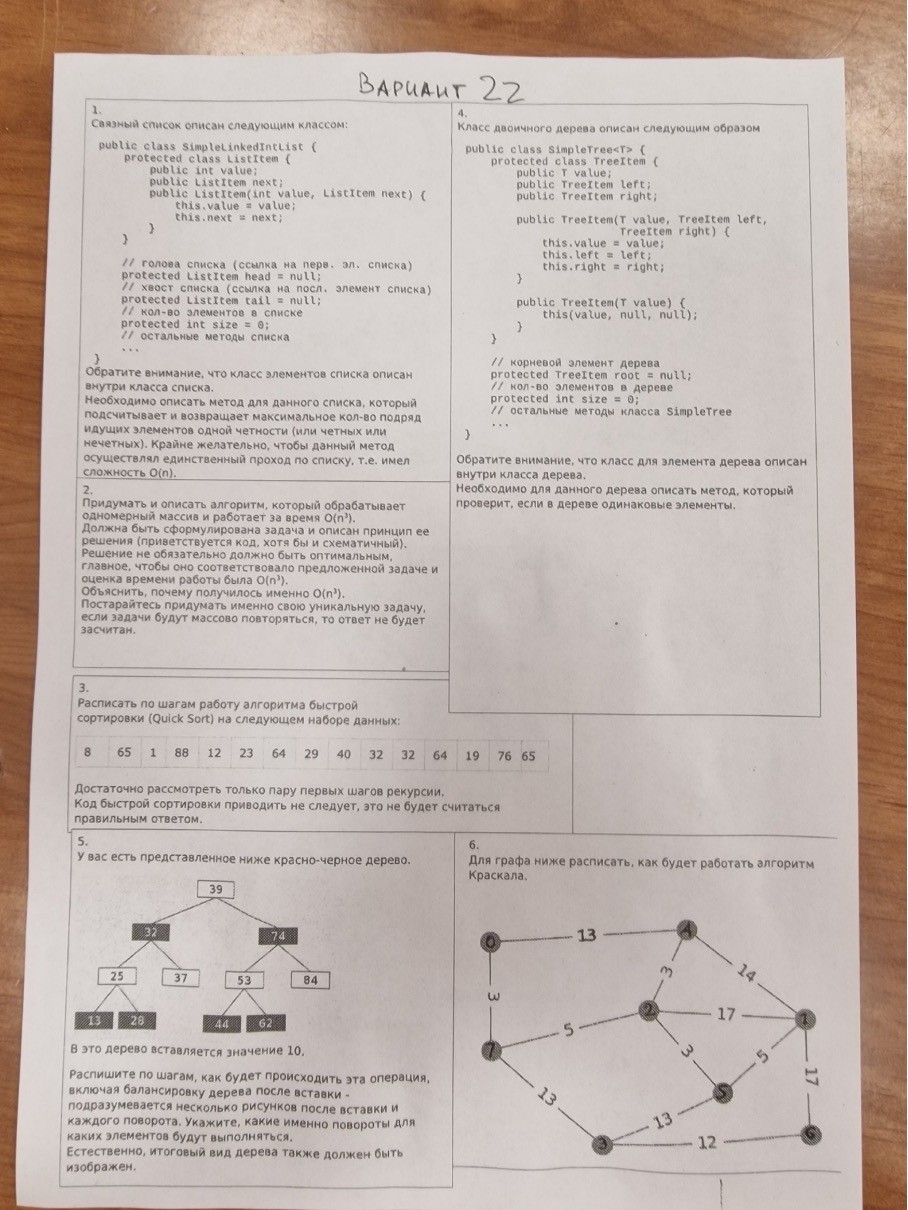 Вариант 22
1.
Связный список описан следующим классом:
public class SimpleLinkedIntList {
protected class ListItem {
public int value;
public ListItem next;
public ListItem(int value, ListItem next) {
this.value = value;
this.next = next;
}
}
// голова списка (ссылка на перв. эл. списка)
protected ListItem head = null;
// хвост списка (ссылка на посл. элемент списка)
protected ListItem tail = null;
// кол-во элементов в списке
protected int size = 0;
// остальные методы списка
...
}
Обратите внимание, что класс элементов списка описан
внутри класса списка.
Необходимо описать метод для данного списка, который
подсчитывает и возвращает максимальное кол-во подряд
идущих элементов одной четности (или четных или
нечетных). Крайне желательно, чтобы данный метод
осуществлял единственный проход по списку, т.е. имел
сложность O(n).
2.
Придумать и описать алгоритм, который обрабатывает
одномерный массив и работает за время O(n³).
Должна быть сформулирована задача и описан принцип ее
решения (приветствуется код, хотя бы и схематичный).
Решение не обязательно должно быть оптимальным,
главное, чтобы оно соответствовало предложенной задаче и
оценка времени работы была O(n³).
Объяснить, почему получилось именно O(n³).
Постарайтесь придумать именно свою уникальную задачу,
если задачи будут массово повторяться, то ответ не будет
засчитан.
3.
Расписать по шагам работу алгоритма быстрой
сортировки (Quick Sort) на следующем наборе данных:
8 65 1 88 12 23 64 29 40 32 32 64 19 76 65
Достаточно рассмотреть только пару первых шагов рекурсии.
Код быстрой сортировки приводить не следует, это не будет считаться
правильным ответом.
4.
Класс двоичного дерева описан следующим образом
public class SimpleTree<T> {
protected class TreeItem {
public T value;
public TreeItem left;
public TreeItem right;
public TreeItem(T value, TreeItem left,
TreeItem right) {
this.value = value;
this.left = left;
this.right = right;
}
public TreeItem(T value) {
this(value, null, null);
}
}
// корневой элемент дерева
protected TreeItem root = null;
// кол-во элементов в дереве
protected int size = 0;
// остальные методы класса SimpleTree
...
}
Обратите внимание, что класс для элемента дерева описан
внутри класса дерева.
Необходимо для данного дерева описать метод, который
проверит, если в дереве одинаковые элементы.
5.
У вас есть представленное ниже красно-черное дерево.
39
32 74
25 37 53 84
13 28 44 62
В это дерево вставляется значение 10.
Распишите по шагам, как будет происходить эта операция,
включая балансировку дерева после вставки -
подразумевается несколько рисунков после вставки и
каждого поворота. Укажите, какие именно повороты для
каких элементов будут выполняться.
Естественно, итоговый вид дерева также должен быть
изображен.
6.
Для графа ниже расписать, как будет работать алгоритм
Краскала.
0 13 4
3 3 14
7 5 2 17 1
3 5 17
13 5
13
3 12 6